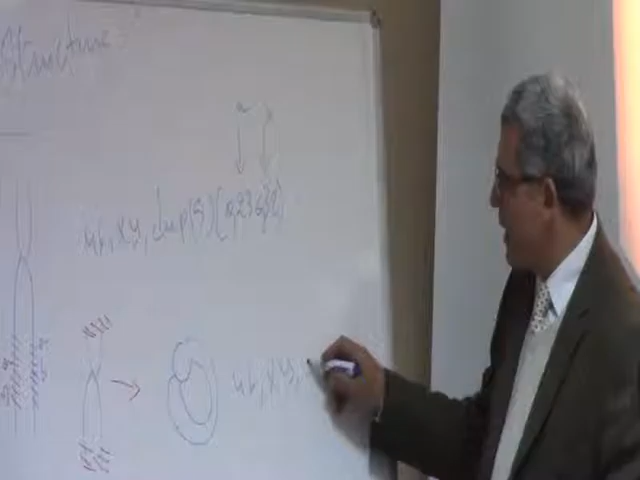 Structure
46, XY, dup(5)(q23q32)
46, XY,